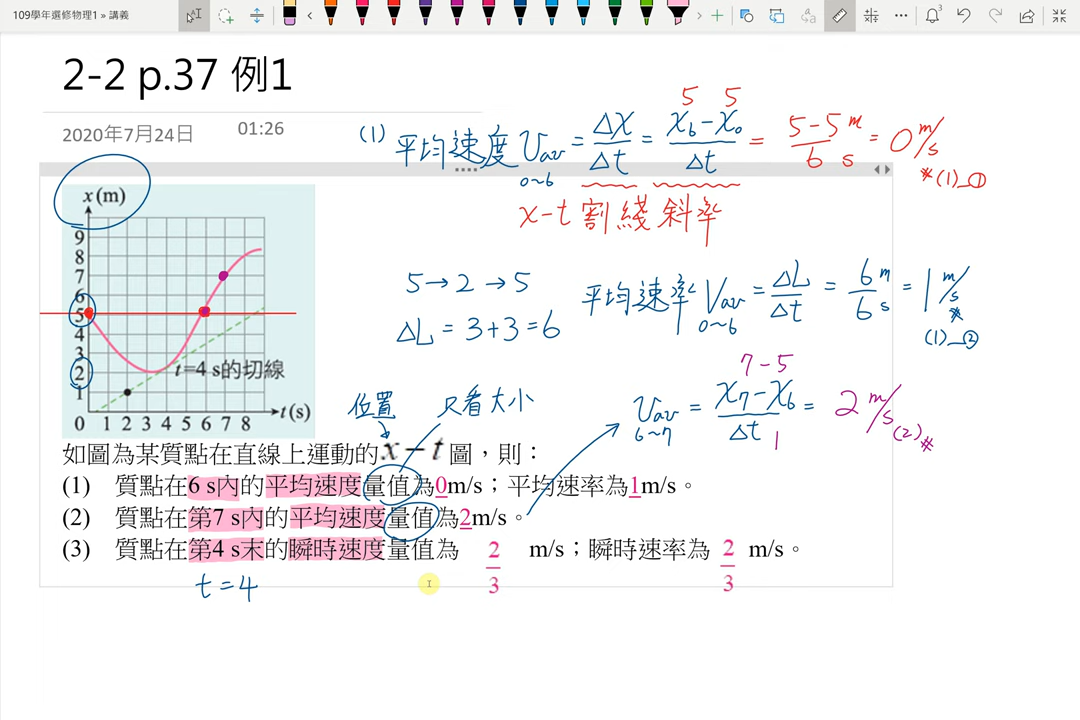 109學年選修物理1 » 講義
3
2-2 p.37 例1
2020年7月24日 01:26
(1) 平均速度 Vav 0~6 = ΔX/Δt = X6-X0/Δt = 5-5 m/6 s = 0 m/s *(1)_①
5 5
x-t 割綫斜率
x(m)
9
8
7
6
5
4
3
2
1
0 1 2 3 4 5 6 7 8 t(s)
t=4 s的切線
5→2→5
ΔL = 3+3 = 6
平均速率 Vav 0~6 = ΔL/Δt = 6 m/6 s = 1 m/s * (1)_②
位置 只看大小
7-5
Vav 6~7 = X7-X6/Δt = 2 m/s (2)*
1
如圖為某質點在直線上運動的 x-t 圖，則：
(1) 質點在6 s內的平均速度量值為0m/s；平均速率為1m/s。
(2) 質點在第7 s內的平均速度量值為2m/s。
(3) 質點在第4 s末的瞬時速度量值為 2/3 m/s；瞬時速率為 2/3 m/s。
t=4